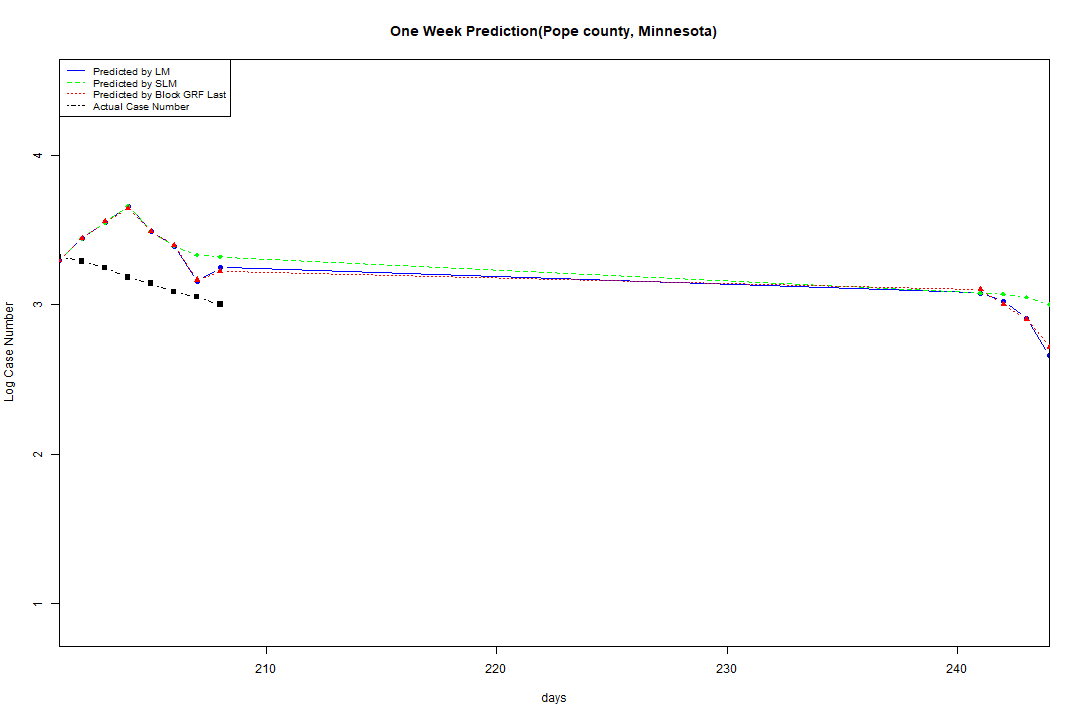 One Week Prediction(Pope county, Minnesota)
Predicted by LM
Predicted by SLM
Predicted by Block GRF Last
Actual Case Number
4
3
2
1
Log Case Number
210 220 230 240
days